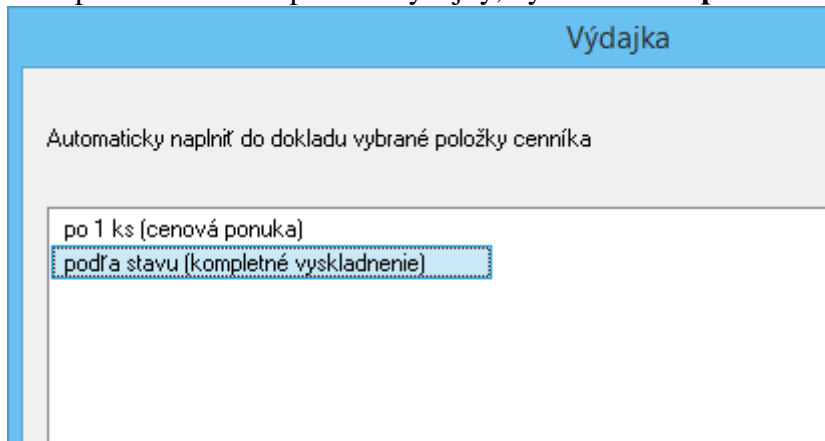 Výdajka
Automaticky naplniť do dokladu vybrané položky cenníka
po 1 ks (cenová ponuka)
podľa stavu (kompletné vyskladnenie)